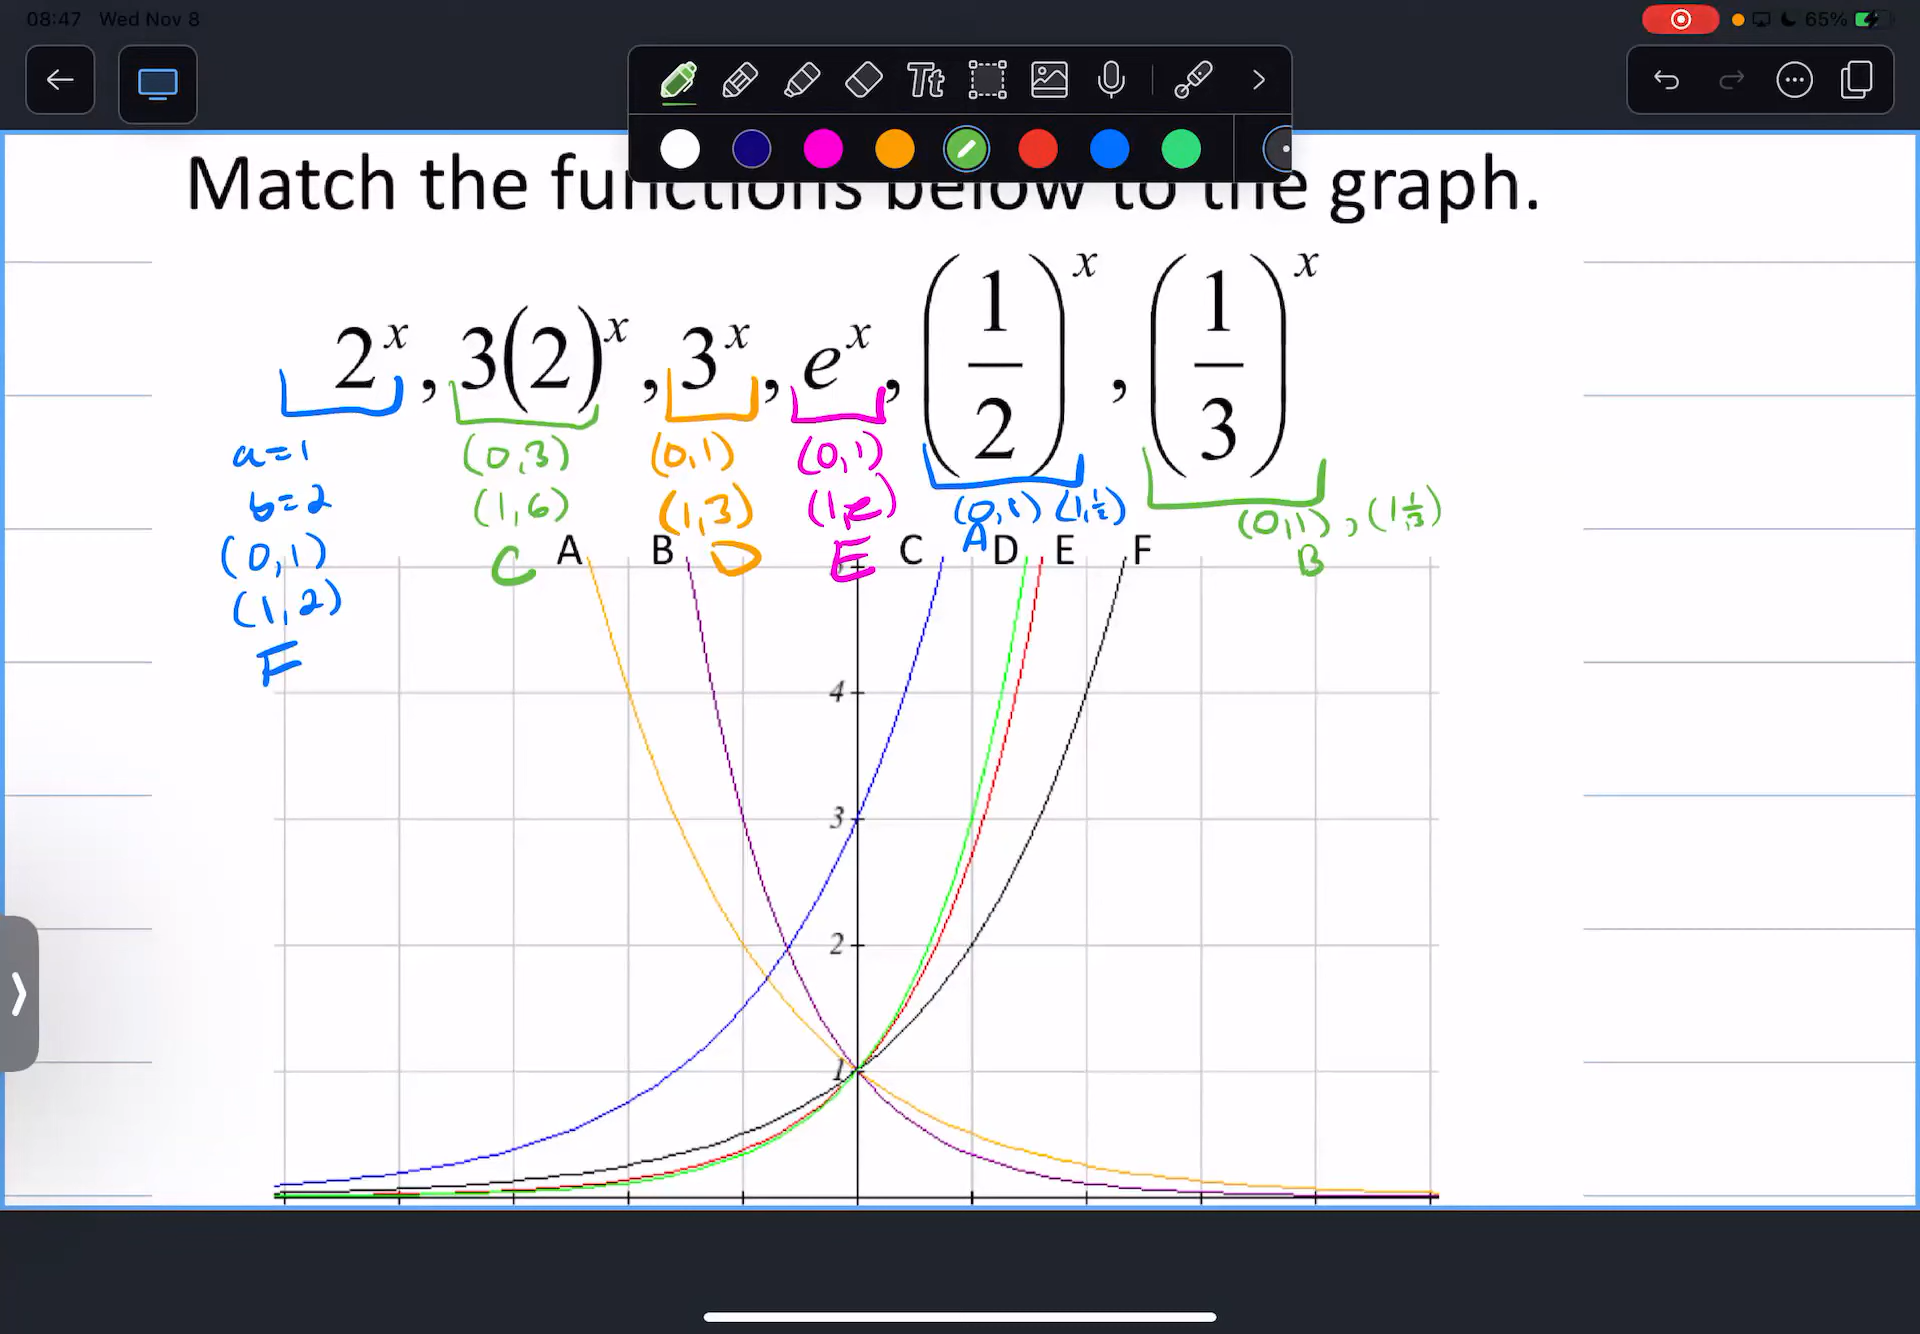 08:47 Wed Nov 8
65%
Tt
Match the functions below to the graph.
2^x, 3(2)^x, 3^x, e^x, (1/2)^x, (1/3)^x
a=1
b=2
(0,1)
(1,2)
F
(0,3)
(1,6)
C
(0,1)
(1,3)
D
(0,1)
(1,e)
E
(0,1) (1,1/2)
A
(0,1), (1 1/3)
B
A B C D E F
5
4
3
2
1